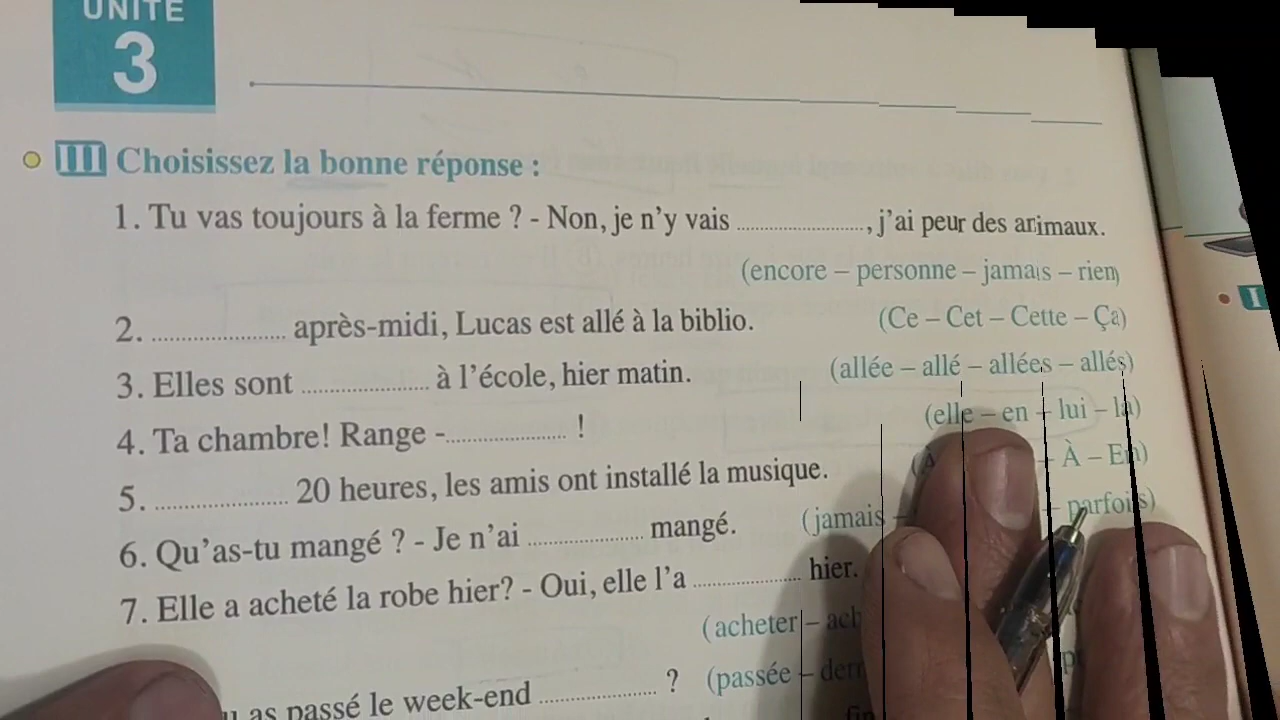 UNITÉ
3
III Choisissez la bonne réponse :
1. Tu vas toujours à la ferme ? - Non, je n'y vais ........................, j'ai peur des animaux.
(encore – personne – jamais – rien)
2. ........................ après-midi, Lucas est allé à la biblio. (Ce – Cet – Cette – Ça)
3. Elles sont ........................ à l'école, hier matin. (allée – allé – allées – allés)
4. Ta chambre! Range -........................ ! (elle – en – lui – la)
5. ........................ 20 heures, les amis ont installé la musique. – À – En)
6. Qu'as-tu mangé ? - Je n'ai ........................ mangé. (jamais – – parfois)
7. Elle a acheté la robe hier? - Oui, elle l'a ........................ hier.
(acheter –
as passé le week-end ........................ ? (passée –